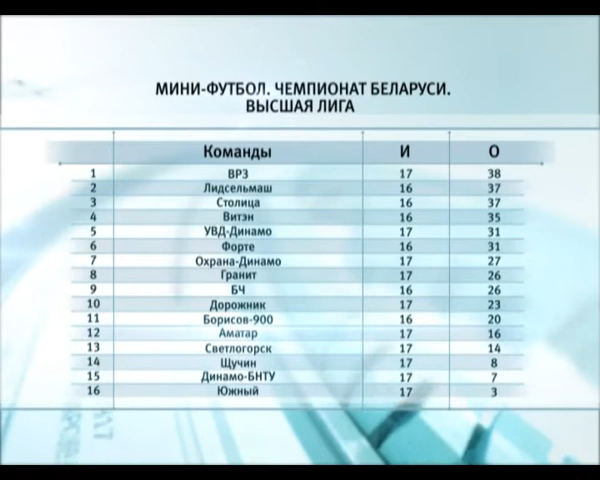 МИНИ-ФУТБОЛ. ЧЕМПИОНАТ БЕЛАРУСИ.
ВЫСШАЯ ЛИГА
Команды И О
1 ВРЗ 17 38
2 Лидсельмаш 16 37
3 Столица 16 37
4 Витэн 16 35
5 УВД-Динамо 17 31
6 Форте 16 31
7 Охрана-Динамо 17 27
8 Гранит 17 26
9 БЧ 16 26
10 Дорожник 17 23
11 Борисов-900 16 20
12 Аматар 17 16
13 Светлогорск 17 14
14 Щучин 17 8
15 Динамо-БНТУ 17 7
16 Южный 17 3